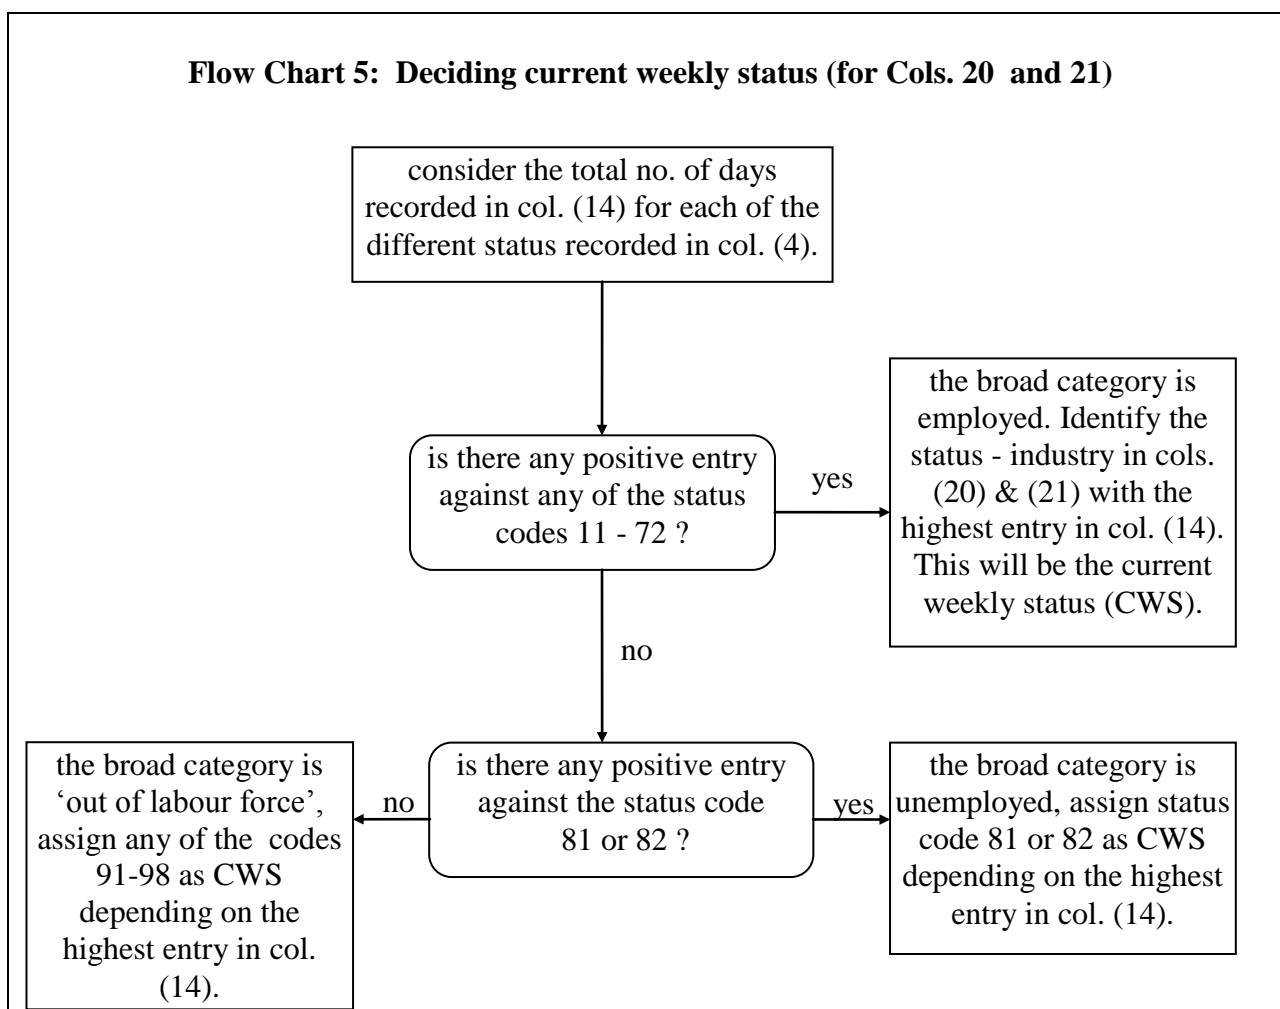 Flow Chart 5: Deciding current weekly status (for Cols. 20 and 21)
consider the total no. of days
recorded in col. (14) for each of the
different status recorded in col. (4).
is there any positive entry
against any of the status
codes 11 - 72 ?
yes
the broad category is
employed. Identify the
status - industry in cols.
(20) & (21) with the
highest entry in col. (14).
This will be the current
weekly status (CWS).
no
is there any positive entry
against the status code
81 or 82 ?
yes
the broad category is
unemployed, assign status
code 81 or 82 as CWS
depending on the highest
entry in col. (14).
no
the broad category is
‘out of labour force’,
assign any of the codes
91-98 as CWS
depending on the
highest entry in col.
(14).